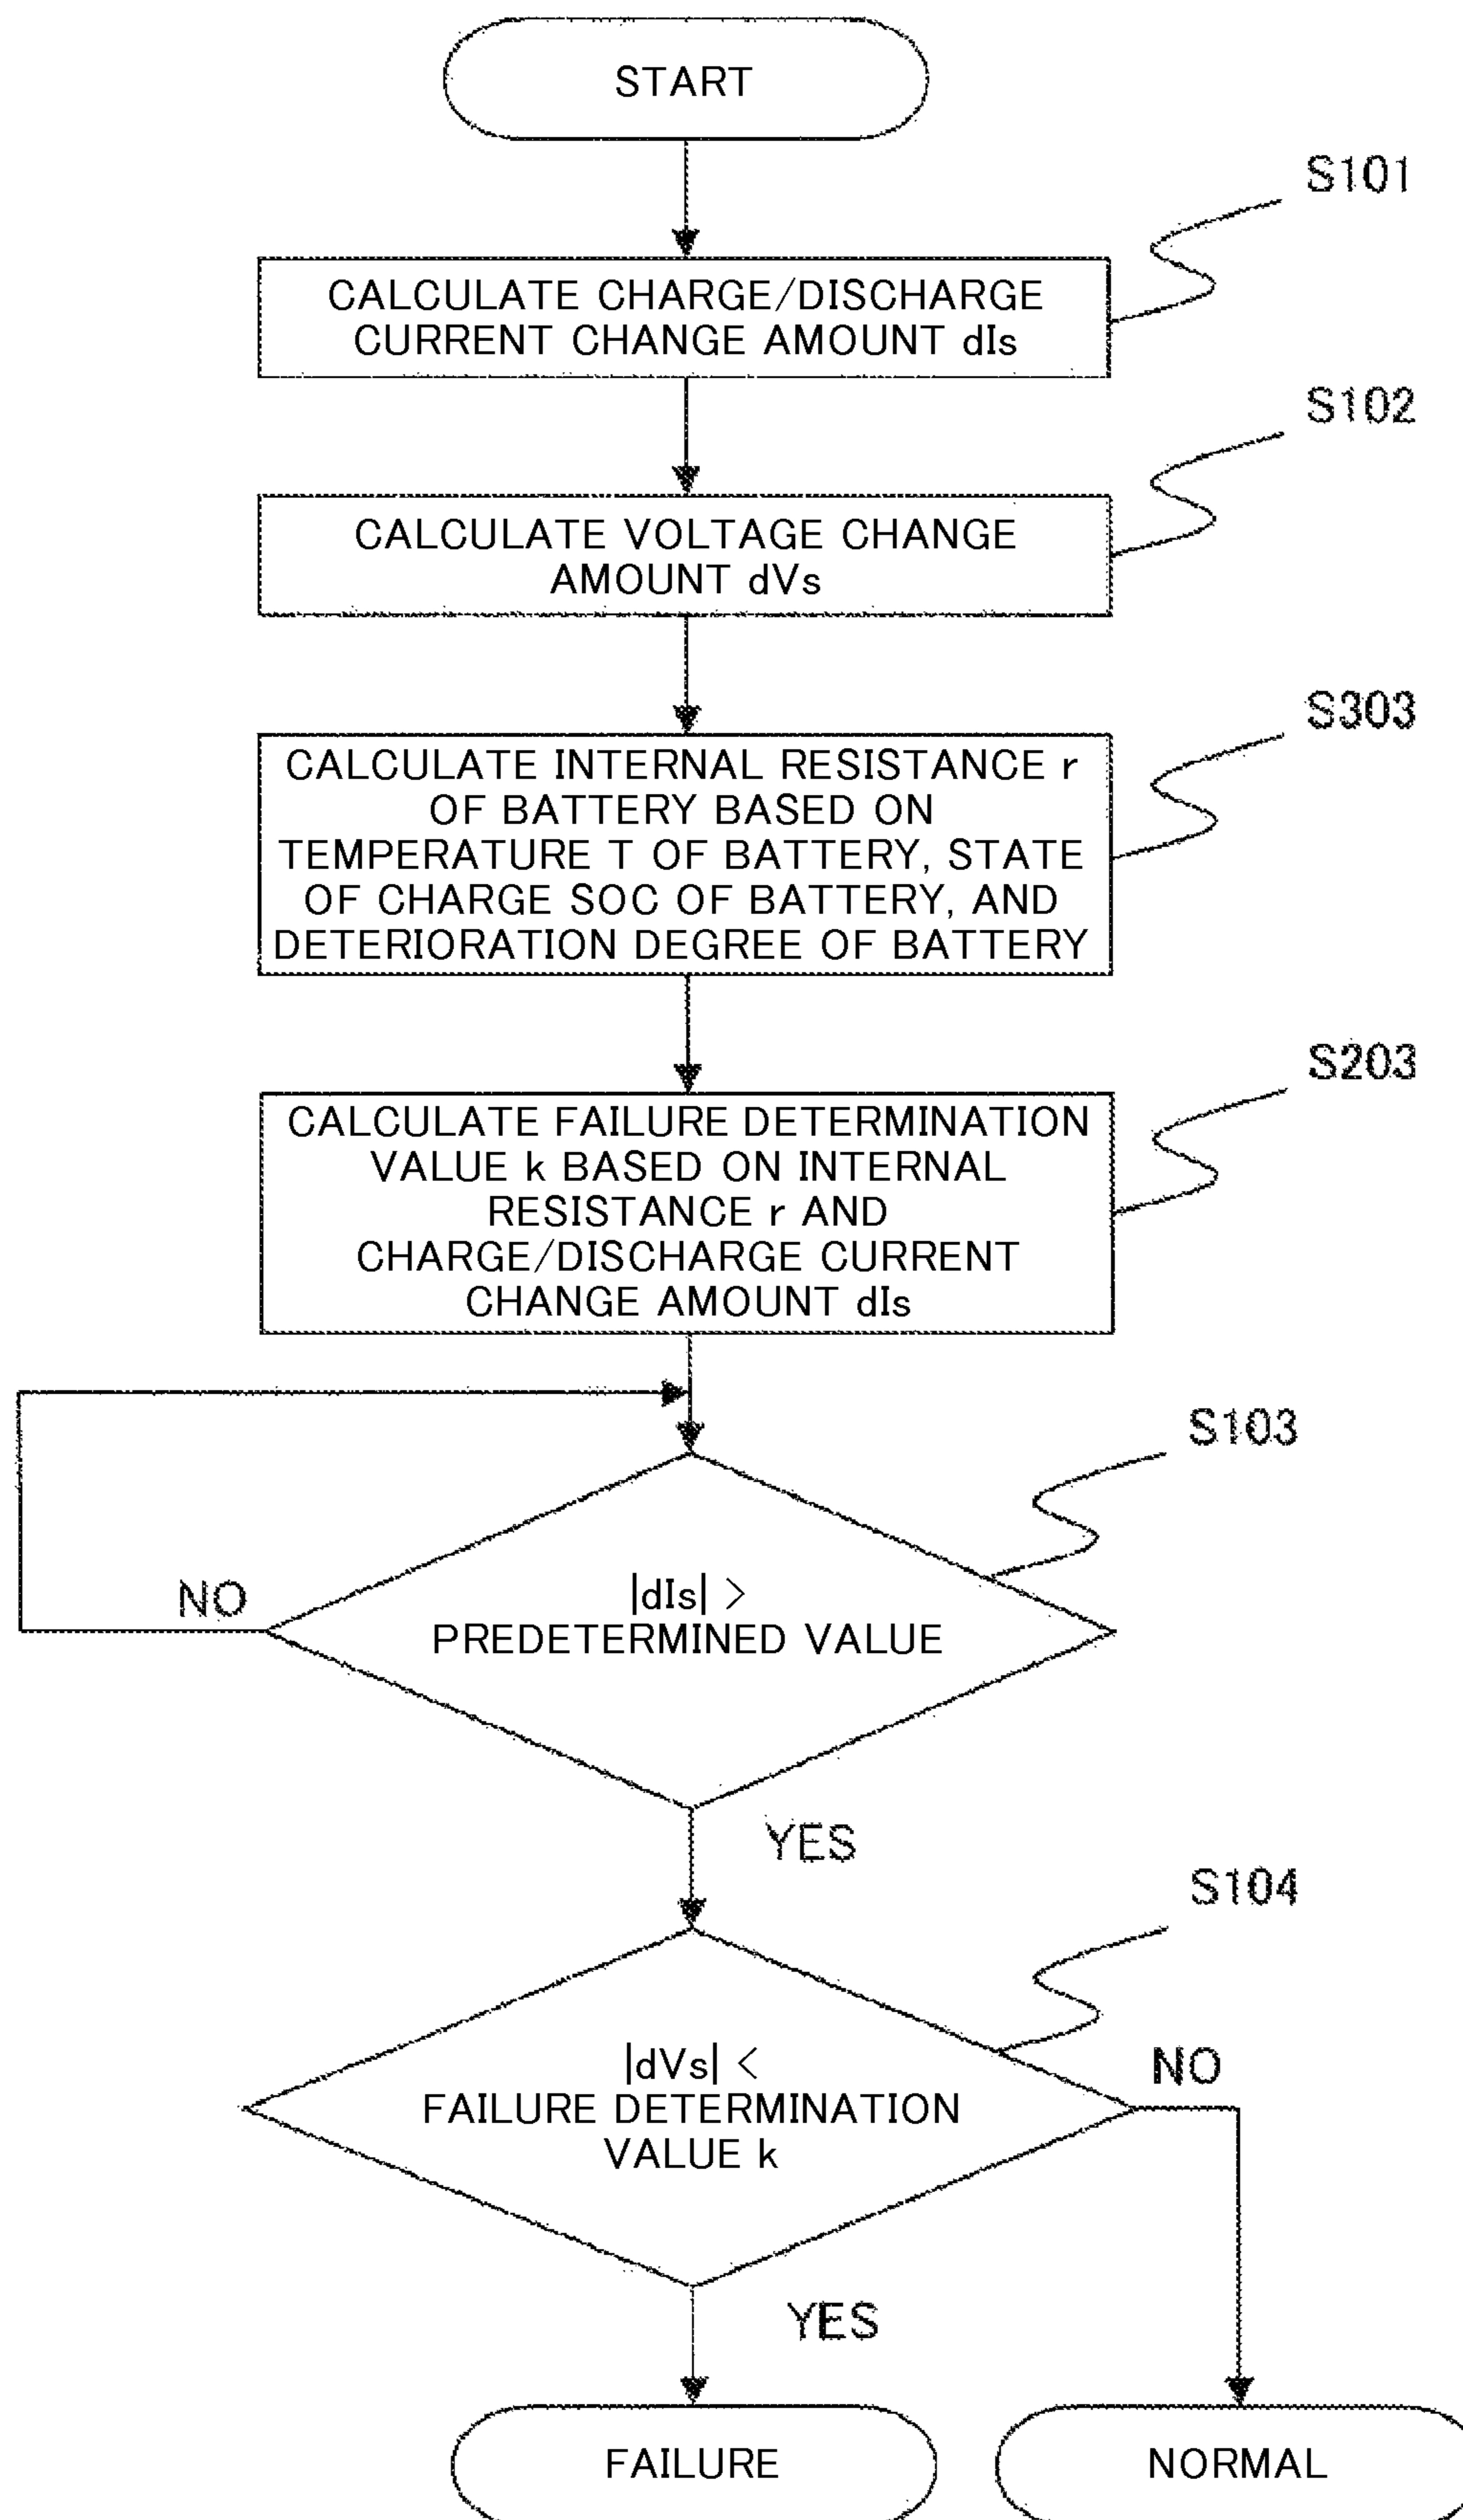 START
S101
CALCULATE CHARGE/DISCHARGE
CURRENT CHANGE AMOUNT dIs
S102
CALCULATE VOLTAGE CHANGE
AMOUNT dVs
S303
CALCULATE INTERNAL RESISTANCE r
OF BATTERY BASED ON
TEMPERATURE T OF BATTERY, STATE
OF CHARGE SOC OF BATTERY, AND
DETERIORATION DEGREE OF BATTERY
S203
CALCULATE FAILURE DETERMINATION
VALUE k BASED ON INTERNAL
RESISTANCE r AND
CHARGE/DISCHARGE CURRENT
CHANGE AMOUNT dIs
S103
NO
|dIs| >
PREDETERMINED VALUE
YES
S104
|dVs| <
FAILURE DETERMINATION
VALUE k
NO
YES
FAILURE
NORMAL